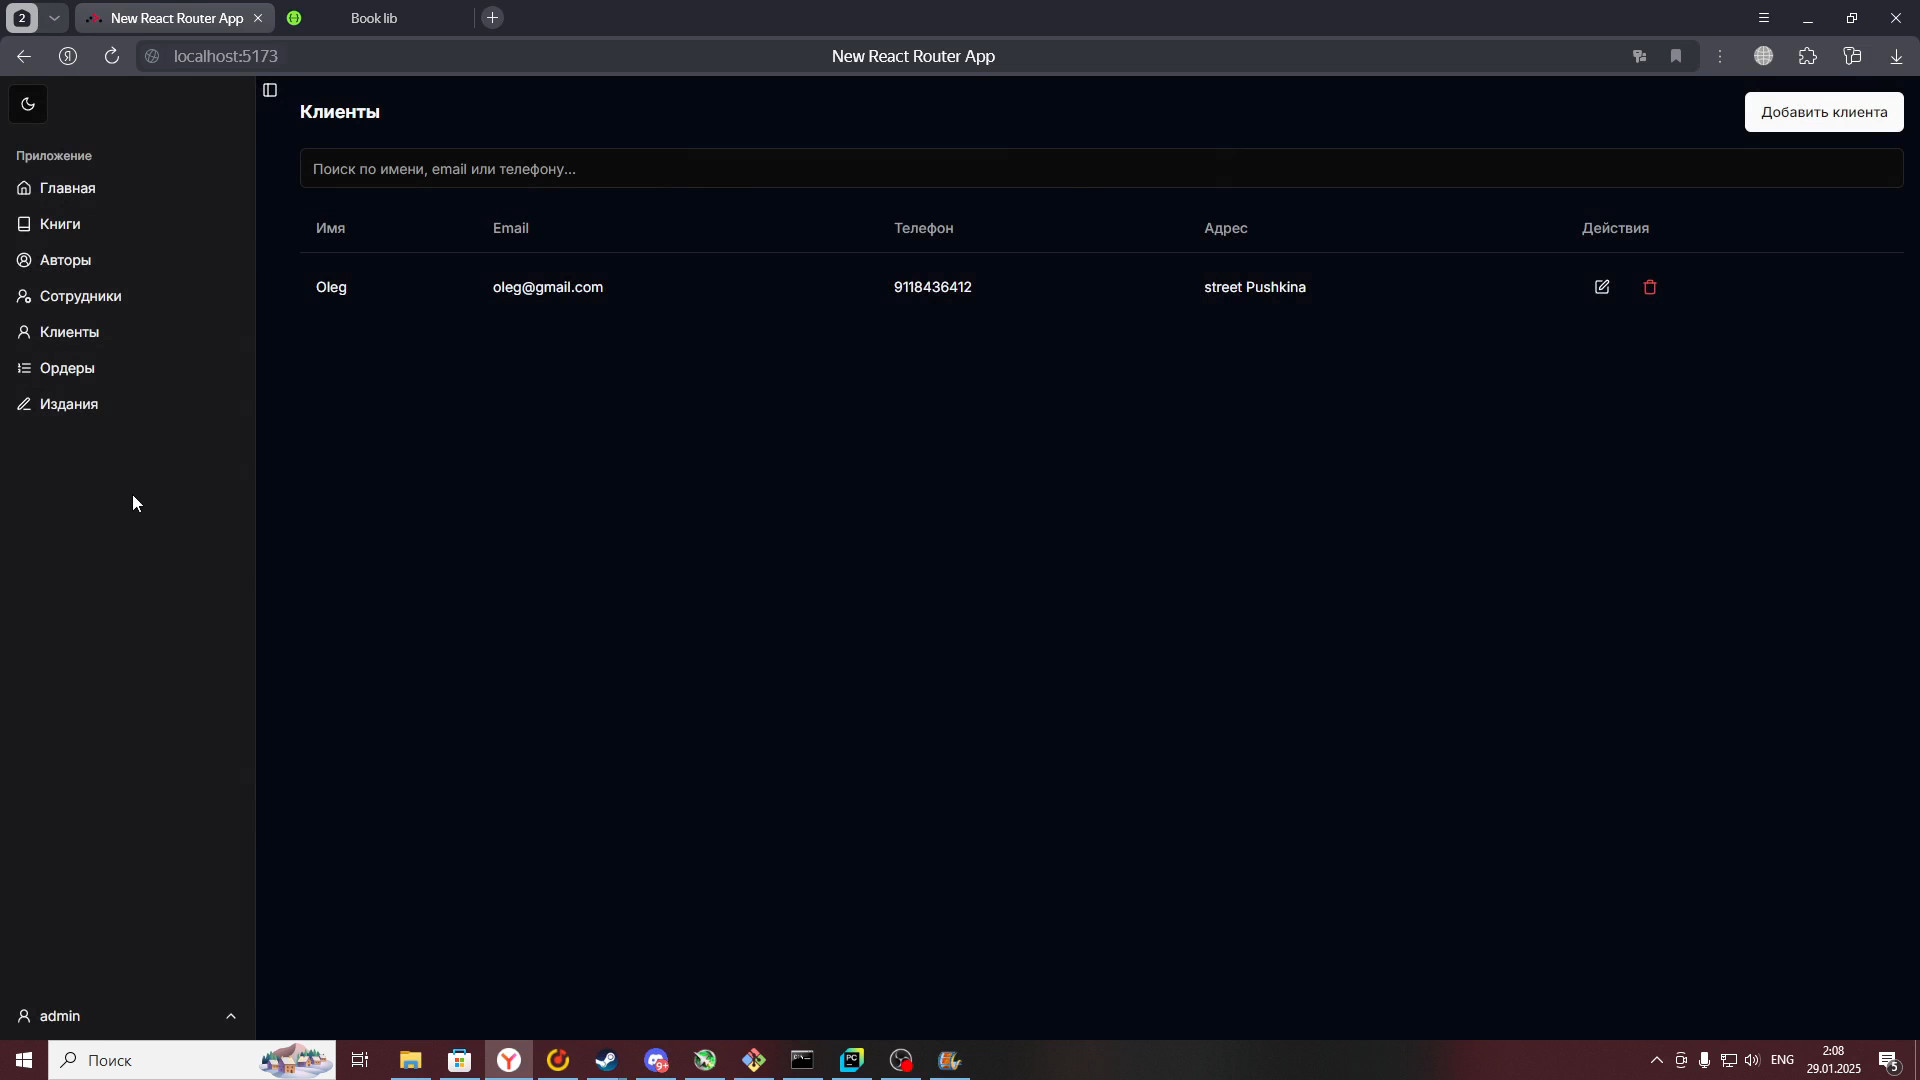 2
New React Router App
Book lib
localhost:5173
New React Router App
Клиенты
Добавить клиента
Приложение
Поиск по имени, email или телефону...
Главная
Книги
Авторы
Сотрудники
Клиенты
Ордеры
Издания
Имя Email Телефон Адрес Действия
Oleg oleg@gmail.com 9118436412 street Pushkina
admin
Поиск
9+
PC
ENG
2:08
29.01.2025
5